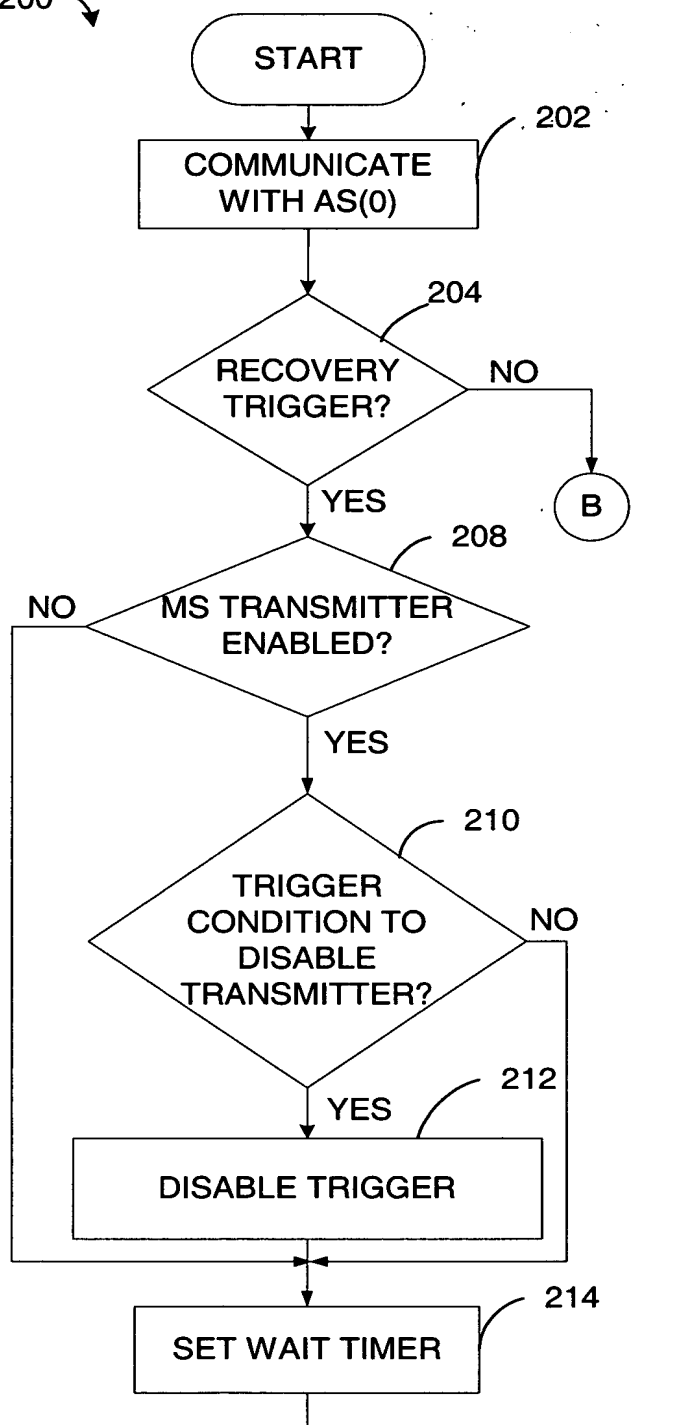 200
START
202
COMMUNICATE
WITH AS(0)
204
RECOVERY
TRIGGER?
NO
B
YES
208
MS TRANSMITTER
ENABLED?
NO
YES
210
TRIGGER
CONDITION TO
DISABLE
TRANSMITTER?
NO
YES
212
DISABLE TRIGGER
214
SET WAIT TIMER